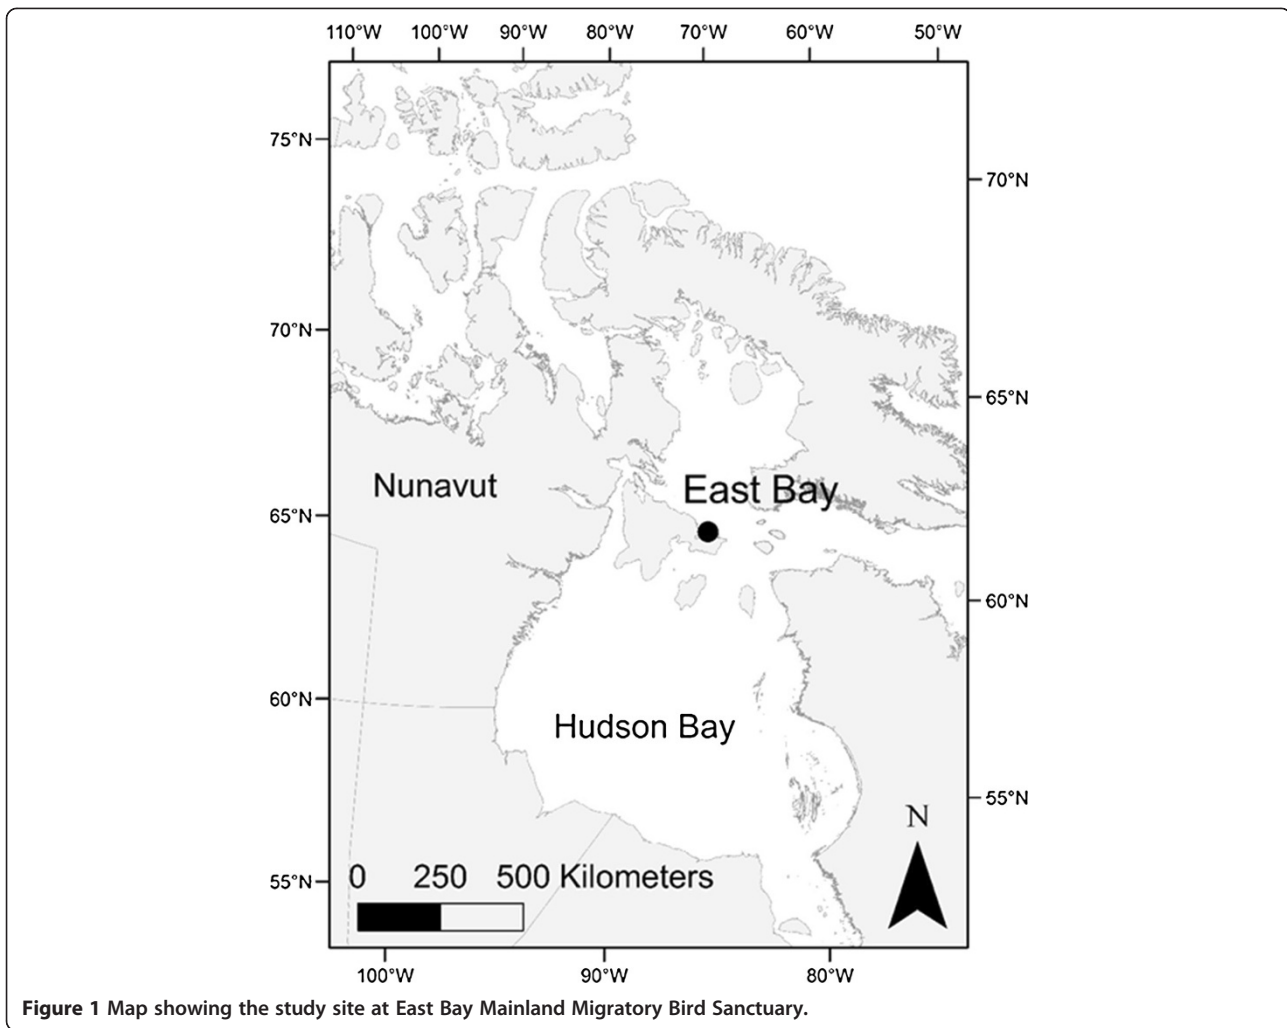 110°W 100°W 90°W 80°W 70°W 60°W 50°W
75°N
70°N
70°N
65°N
Nunavut
East Bay
65°N
60°N
60°N
Hudson Bay
55°N
N
0 250 500 Kilometers
55°N
100°W 90°W 80°W
Figure 1 Map showing the study site at East Bay Mainland Migratory Bird Sanctuary.